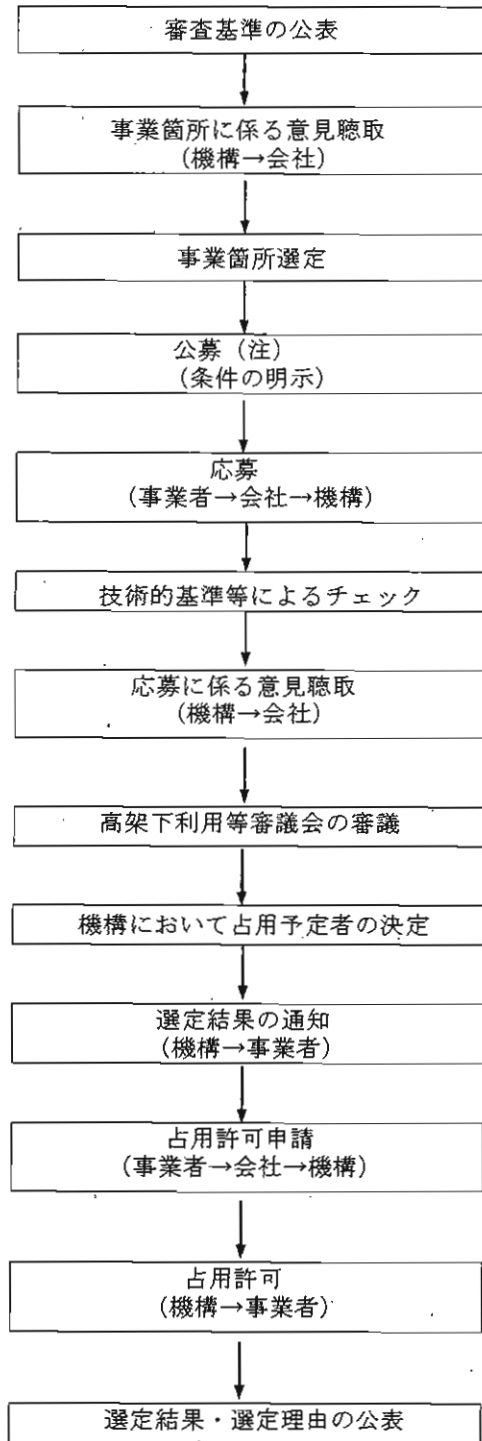 審査基準の公表
事業箇所に係る意見聴取
(機構→会社)
事業箇所選定
公募（注）
(条件の明示)
応募
(事業者→会社→機構)
技術的基準等によるチェック
応募に係る意見聴取
(機構→会社)
高架下利用等審議会の審議
機構において占用予定者の決定
選定結果の通知
(機構→事業者)
占用許可申請
(事業者→会社→機構)
占用許可
(機構→事業者)
選定結果・選定理由の公表